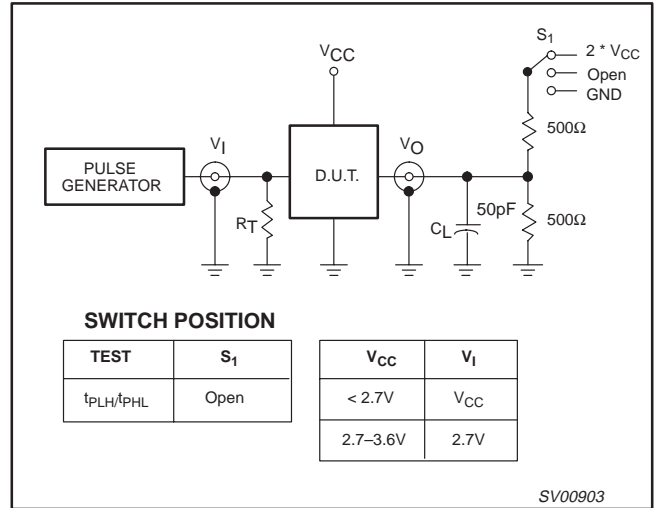 S1
2 * VCC
Open
GND
VCC
500Ω
VI
VO
PULSE
GENERATOR
D.U.T.
RT
50pF
CL
500Ω
SWITCH POSITION
TEST S1
tPLH/tPHL Open
VCC VI
< 2.7V VCC
2.7–3.6V 2.7V
SV00903